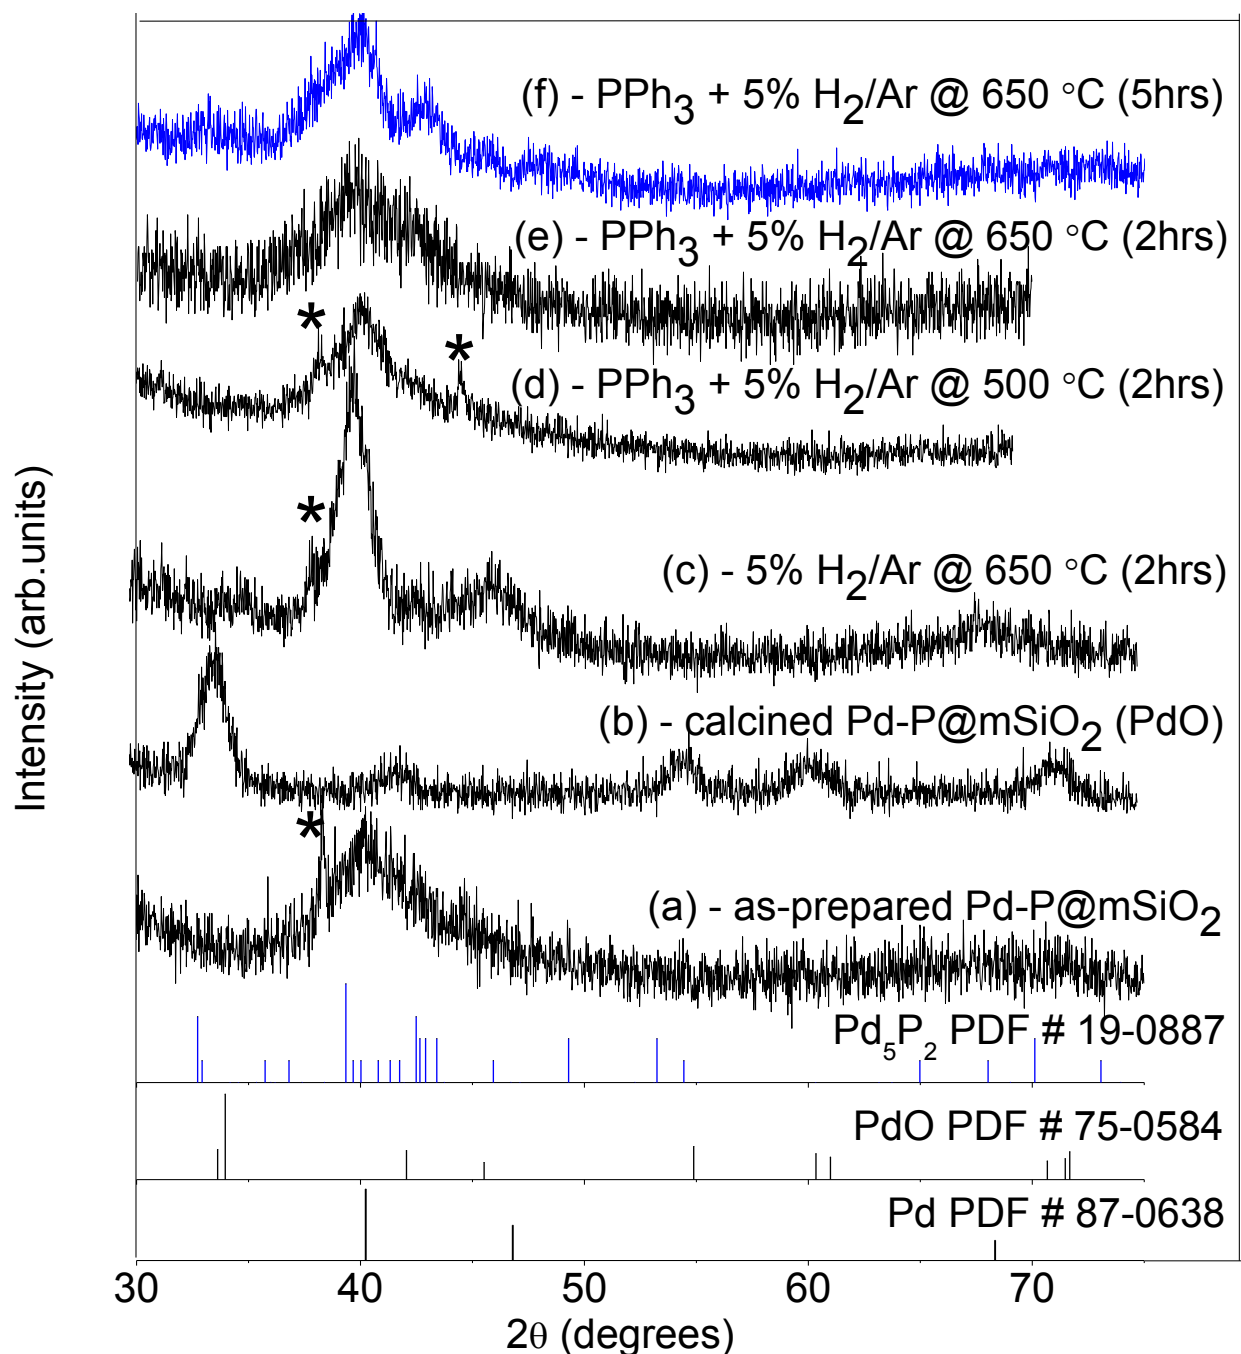 (f) - PPh₃ + 5% H₂/Ar @ 650 °C (5hrs)
(e) - PPh₃ + 5% H₂/Ar @ 650 °C (2hrs)
*
*
(d) - PPh₃ + 5% H₂/Ar @ 500 °C (2hrs)
*
(c) - 5% H₂/Ar @ 650 °C (2hrs)
(b) - calcined Pd-P@mSiO₂ (PdO)
*
(a) - as-prepared Pd-P@mSiO₂
Pd₅P₂ PDF # 19-0887
PdO PDF # 75-0584
Pd PDF # 87-0638
Intensity (arb.units)
30 40 50 60 70
2θ (degrees)